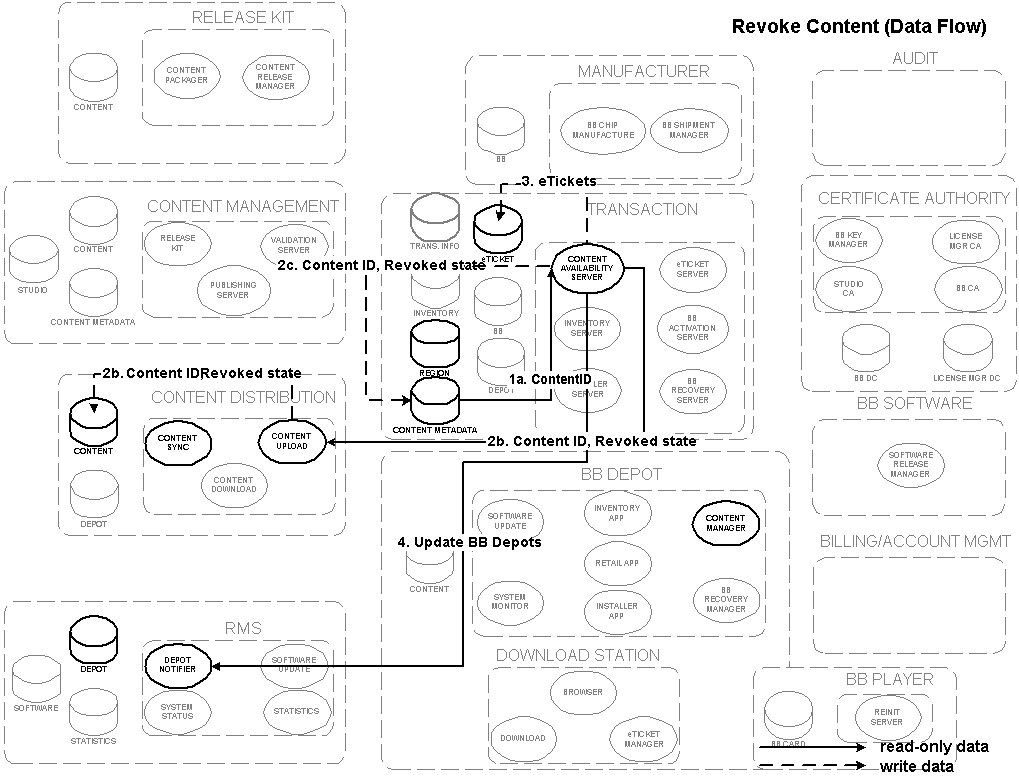 Revoke Content (Data Flow)
RELEASE KIT
CONTENT
CONTENT
PACKAGER
CONTENT
RELEASE
MANAGER
MANUFACTURER
BB
BB CHIP
MANUFACTURE
BB SHIPMENT
MANAGER
AUDIT
CONTENT MANAGEMENT
STUDIO
CONTENT
CONTENT METADATA
RELEASE
KIT
VALIDATION
SERVER
PUBLISHING
SERVER
3. eTickets
TRANSACTION
TRANS. INFO
eTICKET
2c. Content ID, Revoked state
INVENTORY
BB
REGION
DEPOT
CONTENT METADATA
CONTENT
AVAILABILITY
SERVER
eTICKET
SERVER
INVENTORY
SERVER
BB
ACTIVATION
SERVER
LER
SERVER
BB
RECOVERY
SERVER
1a. ContentID
CERTIFICATE AUTHORITY
BB KEY
MANAGER
LICENSE
MGR CA
STUDIO
CA
BB CA
BB DC
LICENSE MGR DC
2b. Content IDRevoked state
CONTENT DISTRIBUTION
CONTENT
DEPOT
CONTENT
SYNC
CONTENT
UPLOAD
CONTENT
DOWNLOAD
2b. Content ID, Revoked state
BB SOFTWARE
SOFTWARE
RELEASE
MANAGER
BB DEPOT
SOFTWARE
UPDATE
INVENTORY
APP
CONTENT
MANAGER
4. Update BB Depots
CONTENT
RETAIL APP
SYSTEM
MONITOR
INSTALLER
APP
BB
RECOVERY
MANAGER
BILLING/ACCOUNT MGMT
RMS
SOFTWARE
DEPOT
STATISTICS
DEPOT
NOTIFIER
SOFTWARE
UPDATE
SYSTEM
STATUS
STATISTICS
DOWNLOAD STATION
BROWSER
DOWNLOAD
eTICKET
MANAGER
BB PLAYER
BB CARD
REINIT
SERVER
read-only data
write data